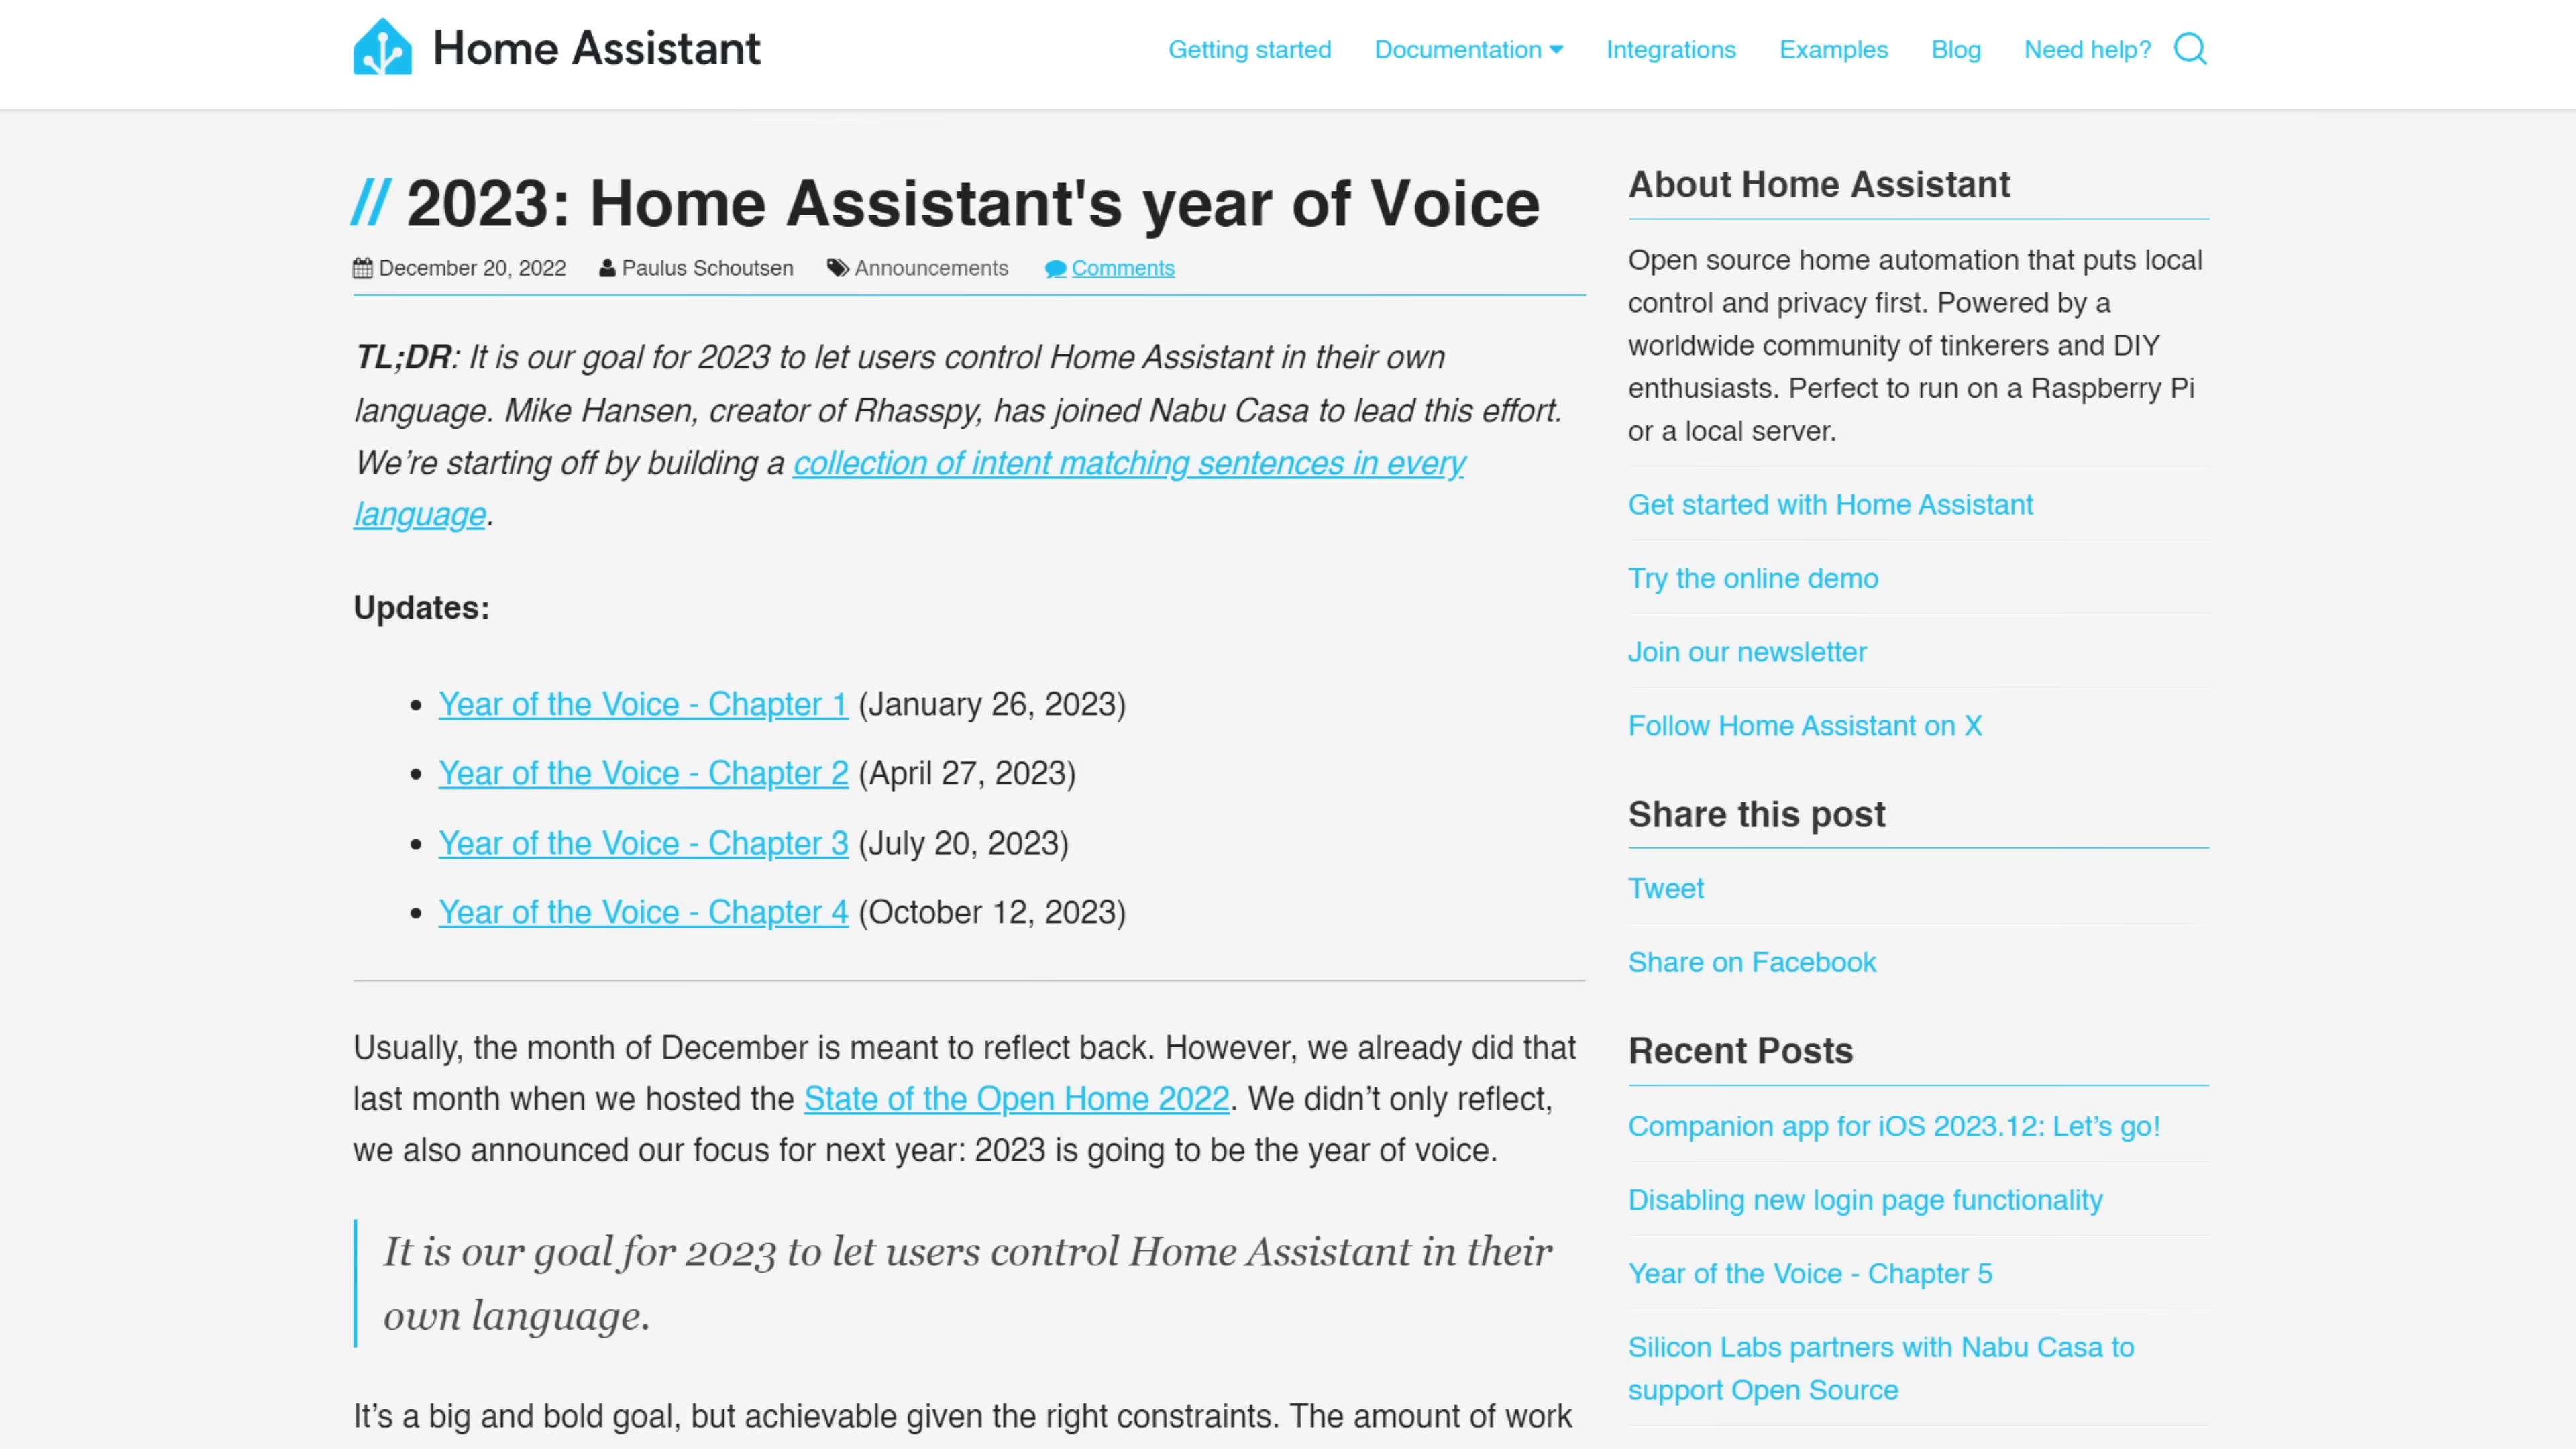 Home Assistant
Getting started
Documentation
Integrations
Examples
Blog
Need help?
// 2023: Home Assistant's year of Voice
December 20, 2022
Paulus Schoutsen
Announcements
Comments
TL;DR: It is our goal for 2023 to let users control Home Assistant in their own
language. Mike Hansen, creator of Rhasspy, has joined Nabu Casa to lead this effort.
We’re starting off by building a collection of intent matching sentences in every
language.
Updates:
• Year of the Voice - Chapter 1 (January 26, 2023)
• Year of the Voice - Chapter 2 (April 27, 2023)
• Year of the Voice - Chapter 3 (July 20, 2023)
• Year of the Voice - Chapter 4 (October 12, 2023)
Usually, the month of December is meant to reflect back. However, we already did that
last month when we hosted the State of the Open Home 2022. We didn’t only reflect,
we also announced our focus for next year: 2023 is going to be the year of voice.
It is our goal for 2023 to let users control Home Assistant in their
own language.
It’s a big and bold goal, but achievable given the right constraints. The amount of work
About Home Assistant
Open source home automation that puts local
control and privacy first. Powered by a
worldwide community of tinkerers and DIY
enthusiasts. Perfect to run on a Raspberry Pi
or a local server.
Get started with Home Assistant
Try the online demo
Join our newsletter
Follow Home Assistant on X
Share this post
Tweet
Share on Facebook
Recent Posts
Companion app for iOS 2023.12: Let’s go!
Disabling new login page functionality
Year of the Voice - Chapter 5
Silicon Labs partners with Nabu Casa to
support Open Source